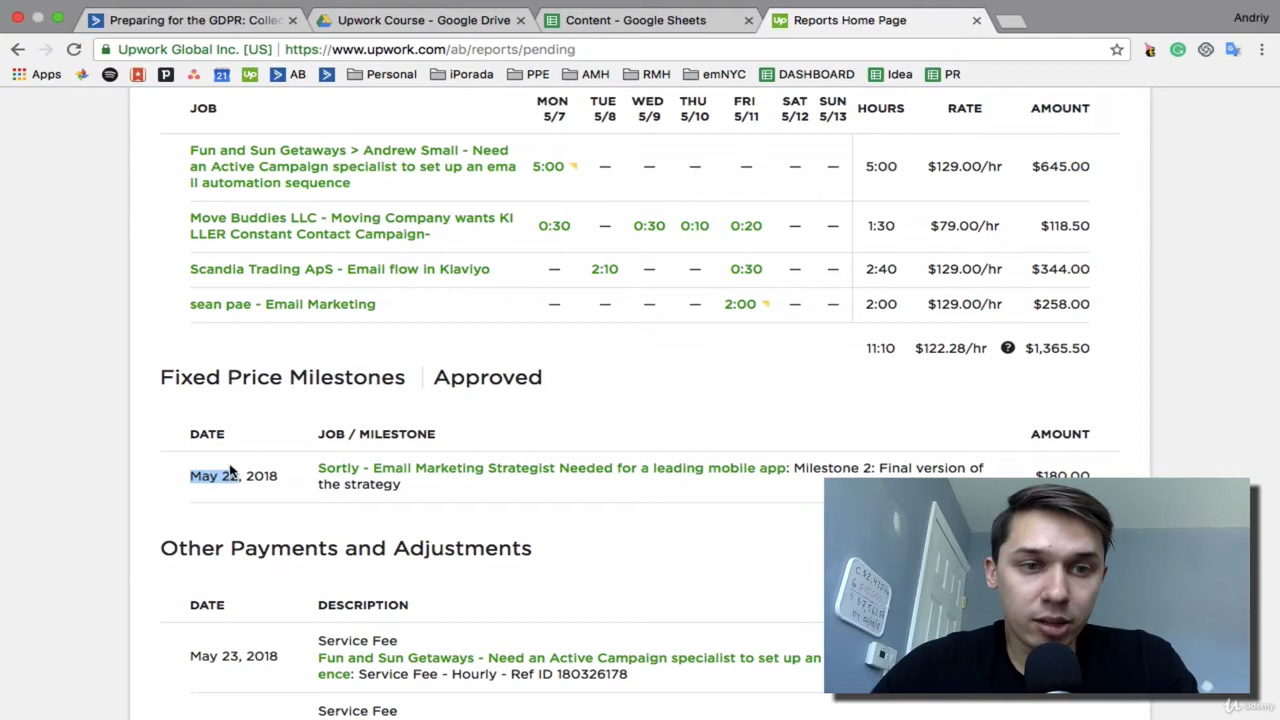 Preparing for the GDPR: Collec
Upwork Course - Google Drive
Content - Google Sheets
Reports Home Page
Andriy
Upwork Global Inc. [US]
https://www.upwork.com/ab/reports/pending
Apps
21
Up
AB
Personal
iPorada
PPE
AMH
RMH
emNYC
DASHBOARD
Idea
PR
JOB MON 5/7 TUE 5/8 WED 5/9 THU 5/10 FRI 5/11 SAT 5/12 SUN 5/13 HOURS RATE AMOUNT
Fun and Sun Getaways > Andrew Small - Need
an Active Campaign specialist to set up an ema
il automation sequence
5:00 — — — — — — 5:00 $129.00/hr $645.00
Move Buddies LLC - Moving Company wants KI
LLER Constant Contact Campaign-
0:30 — 0:30 0:10 0:20 — — 1:30 $79.00/hr $118.50
Scandia Trading ApS - Email flow in Klaviyo — 2:10 — — 0:30 — — 2:40 $129.00/hr $344.00
sean pae - Email Marketing — — — — 2:00 — — 2:00 $129.00/hr $258.00
11:10 $122.28/hr ? $1,365.50
Fixed Price Milestones | Approved
DATE JOB / MILESTONE AMOUNT
May 23, 2018 Sortly - Email Marketing Strategist Needed for a leading mobile app: Milestone 2: Final version of
the strategy
$180.00
Other Payments and Adjustments
DATE DESCRIPTION
May 23, 2018
Service Fee
Fun and Sun Getaways - Need an Active Campaign specialist to set up an
ence: Service Fee - Hourly - Ref ID 180326178
Service Fee
Udemy